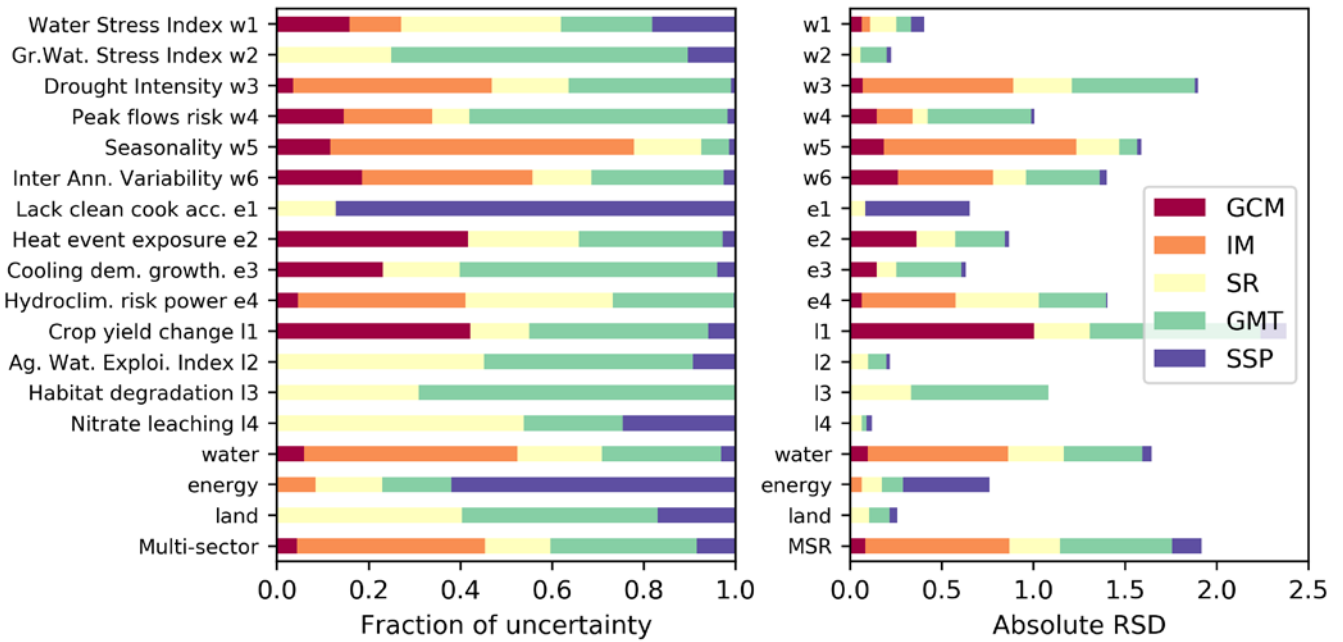 Water Stress Index w1
Gr.Wat. Stress Index w2
Drought Intensity w3
Peak flows risk w4
Seasonality w5
Inter Ann. Variability w6
Lack clean cook acc. e1
Heat event exposure e2
Cooling dem. growth. e3
Hydroclim. risk power e4
Crop yield change l1
Ag. Wat. Exploi. Index l2
Habitat degradation l3
Nitrate leaching l4
water
energy
land
Multi-sector
0.0 0.2 0.4 0.6 0.8 1.0
Fraction of uncertainty
w1
w2
w3
w4
w5
w6
e1
e2
e3
e4
l1
l2
l3
l4
water
energy
land
MSR
0.0 0.5 1.0 1.5 2.0 2.5
Absolute RSD
GCM
IM
SR
GMT
SSP